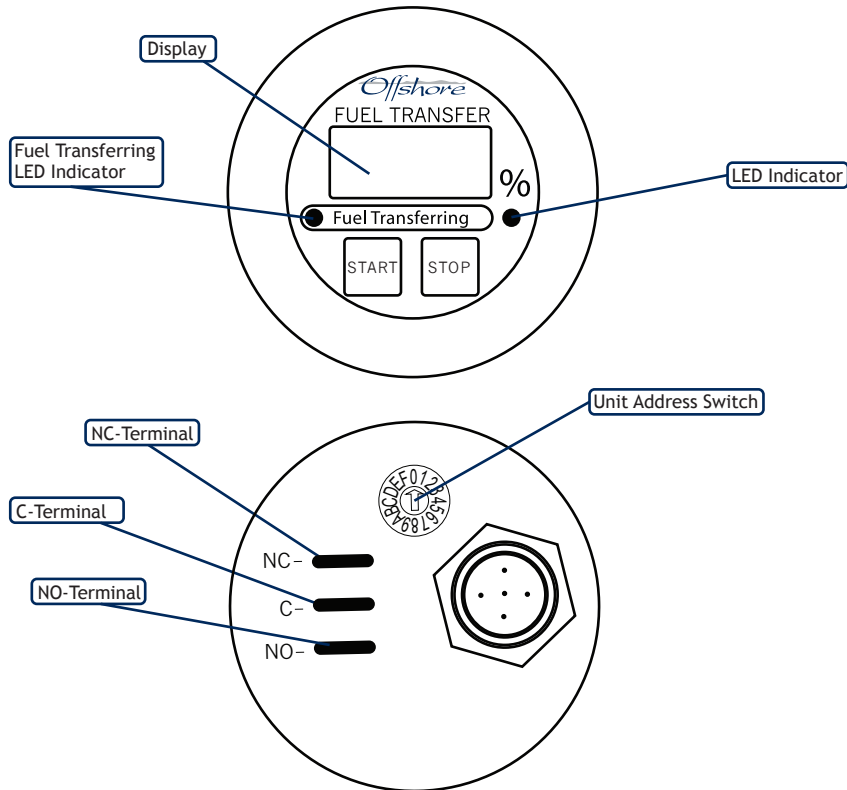 Display
Offshore
FUEL TRANSFER
Fuel Transferring
LED Indicator
%
LED Indicator
Fuel Transferring
START
STOP
Unit Address Switch
NC-Terminal
0123456789ABCDEF
C-Terminal
NC-
NO-Terminal
C-
NO-